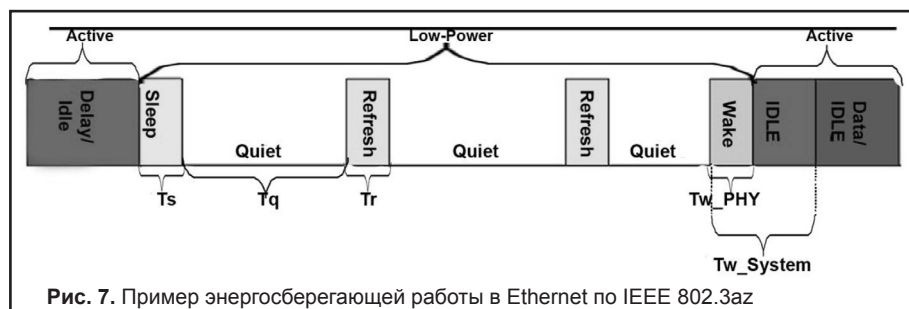 Active
Low-Power
Active
Delay/
Idle
Sleep
Quiet
Refresh
Quiet
Refresh
Quiet
Wake
IDLE
Data/
IDLE
Ts
Tq
Tr
Tw_PHY
Tw_System
Рис. 7. Пример энергосберегающей работы в Ethernet по IEEE 802.3az